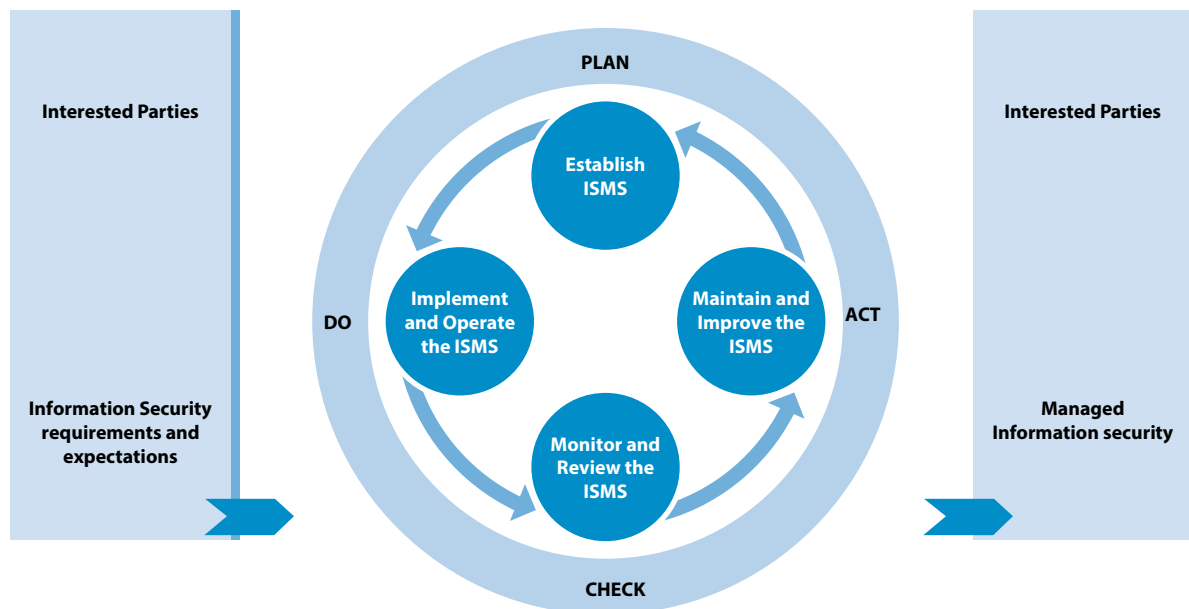 Interested Parties
Information Security
requirements and
expectations
PLAN
Establish
ISMS
DO
Implement
and Operate
the ISMS
Maintain and
Improve the
ISMS
ACT
Monitor and
Review the
ISMS
CHECK
Interested Parties
Managed
Information security